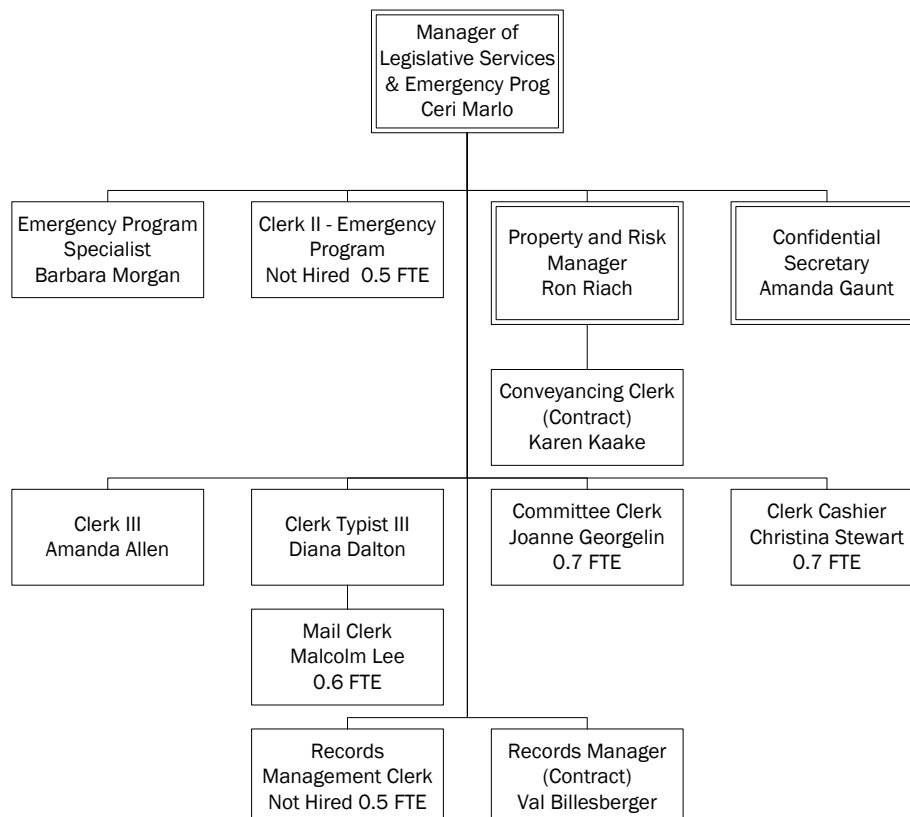 Manager of
Legislative Services
& Emergency Prog
Ceri Marlo
Emergency Program
Specialist
Barbara Morgan
Clerk II - Emergency
Program
Not Hired  0.5 FTE
Property and Risk
Manager
Ron Riach
Confidential
Secretary
Amanda Gaunt
Conveyancing Clerk
(Contract)
Karen Kaake
Clerk III
Amanda Allen
Clerk Typist III
Diana Dalton
Committee Clerk
Joanne Georgelin
0.7 FTE
Clerk Cashier
Christina Stewart
0.7 FTE
Mail Clerk
Malcolm Lee
0.6 FTE
Records
Management Clerk
Not Hired 0.5 FTE
Records Manager
(Contract)
Val Billesberger